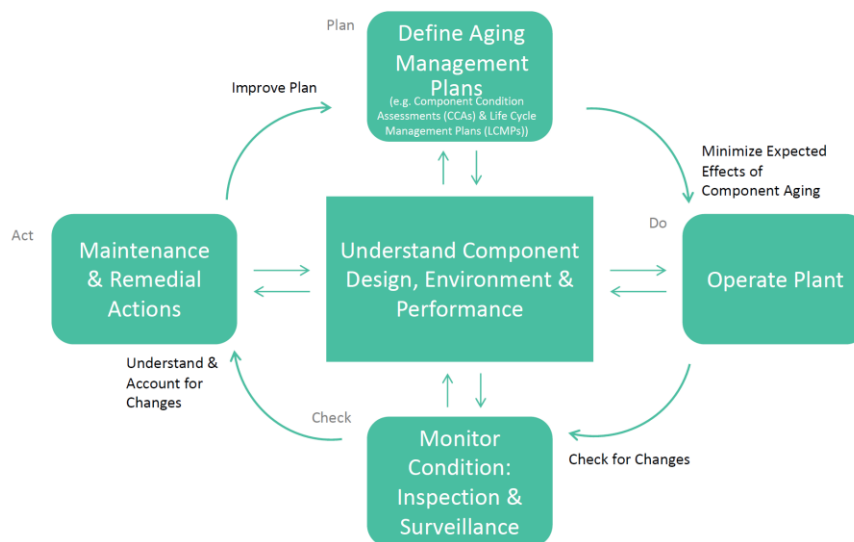 Plan
Define Aging
Management
Plans
(e.g. Component Condition
Assessments (CCAs) & Life Cycle
Management Plans (LCMPs))
Improve Plan
Minimize Expected
Effects of
Component Aging
Act
Maintenance
& Remedial
Actions
Understand Component
Design, Environment &
Performance
Do
Operate Plant
Understand &
Account for
Changes
Check
Monitor
Condition:
Inspection &
Surveillance
Check for Changes